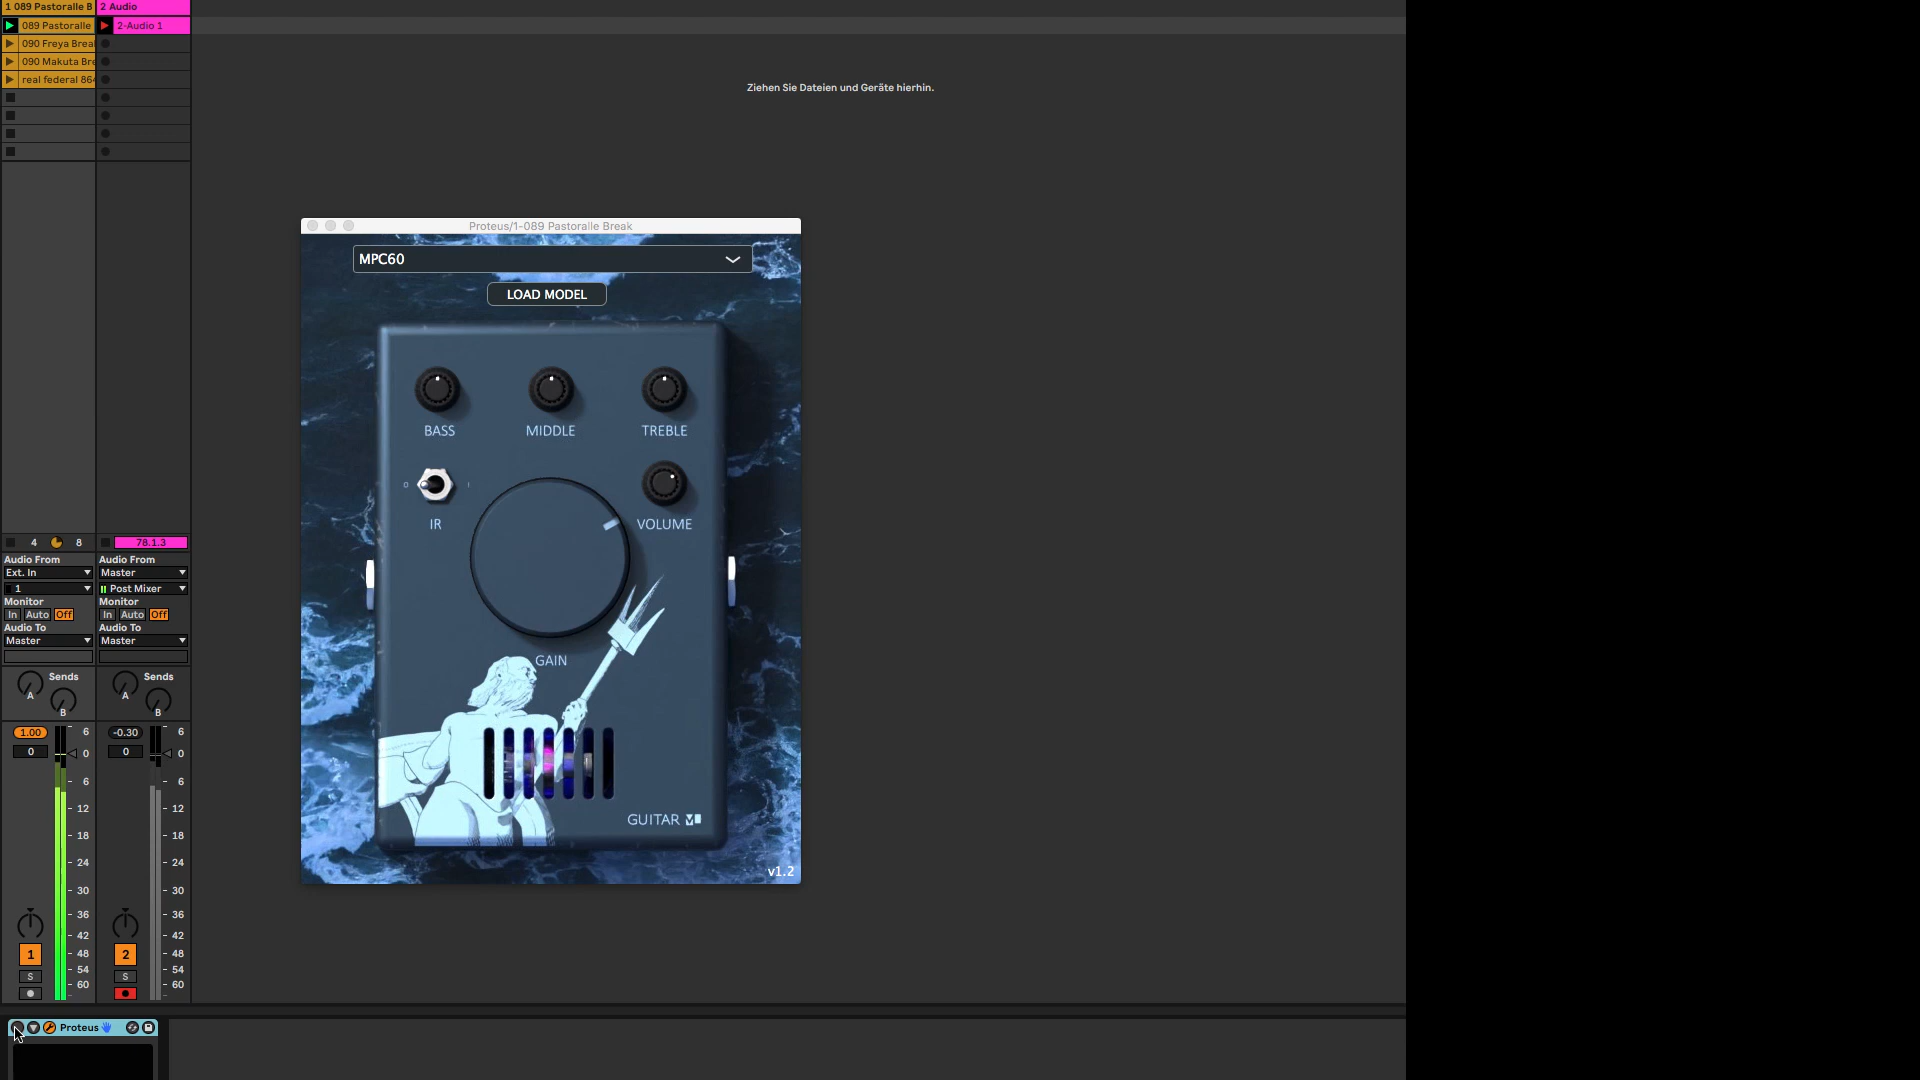 1 089 Pastoralle B
2 Audio
089 Pastoralle
2-Audio 1
090 Freya Brea
090 Makuta Bre
real federal 864
Ziehen Sie Dateien und Geräte hierhin.
Proteus/1-089 Pastoralle Break
MPC60
LOAD MODEL
BASS
MIDDLE
TREBLE
0
I
IR
VOLUME
GAIN
GUITAR ML
v1.2
4
8
78.1.3
Audio From
Audio From
Ext. In
Master
1
Post Mixer
Monitor
Monitor
In Auto Off
In Auto Off
Audio To
Audio To
Master
Master
Sends
Sends
A
B
A
B
1.00
-0.30
0
0
6
0
6
12
18
24
30
36
42
48
54
60
6
0
6
12
18
24
30
36
42
48
54
60
1
2
S
S
Proteus